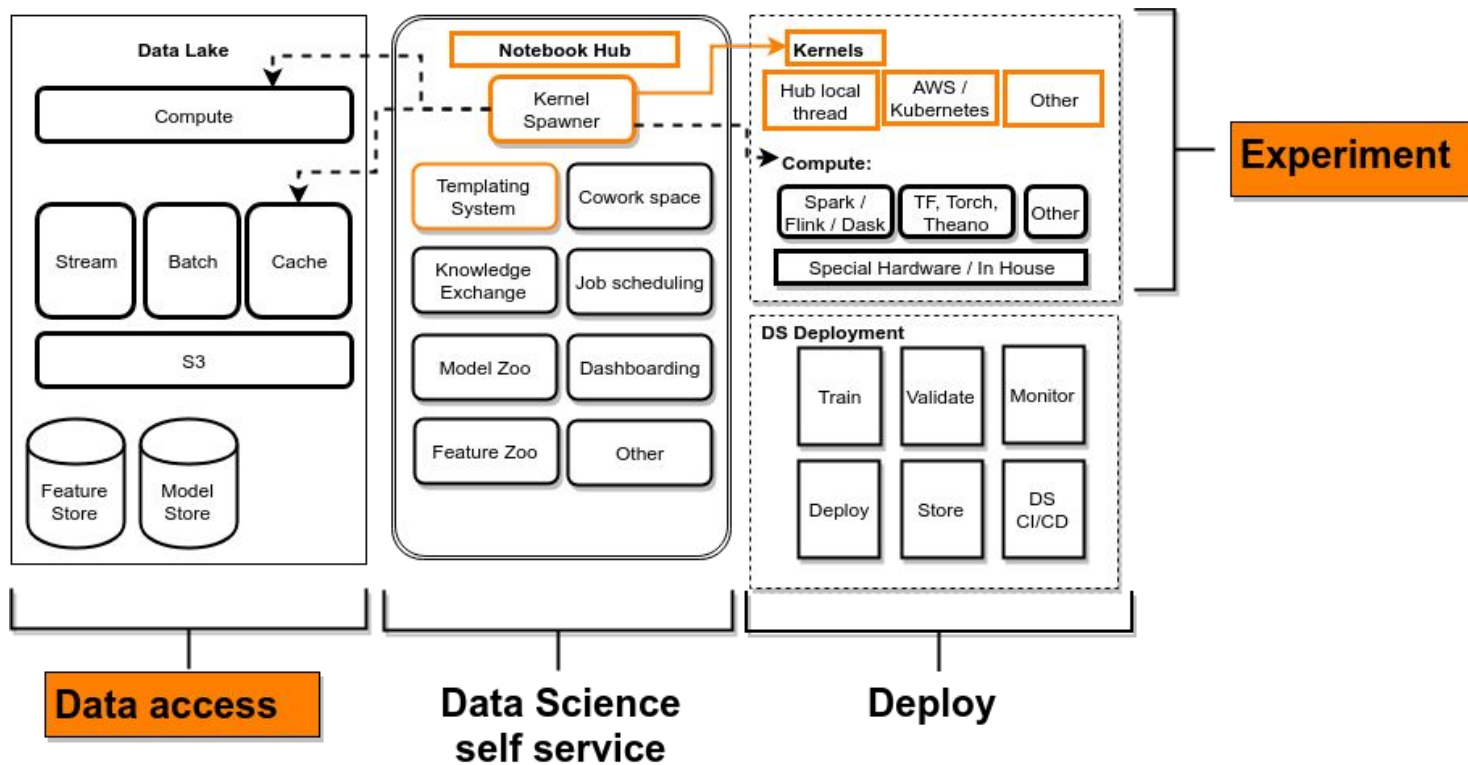 Data Lake
Compute
Stream
Batch
Cache
S3
Feature
Store
Model
Store
Notebook Hub
Kernel
Spawner
Templating
System
Cowork space
Knowledge
Exchange
Job scheduling
Model Zoo
Dashboarding
Feature Zoo
Other
Kernels
Hub local
thread
AWS /
Kubernetes
Other
Compute:
Spark /
Flink / Dask
TF, Torch,
Theano
Other
Special Hardware / In House
Experiment
DS Deployment
Train
Validate
Monitor
Deploy
Store
DS
CI/CD
Data access
Data Science
self service
Deploy